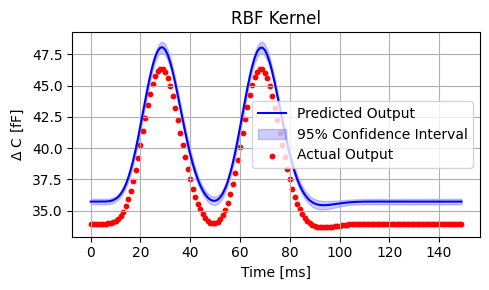 RBF Kernel
Δ C [fF]
47.5
45.0
42.5
40.0
37.5
35.0
Predicted Output
95% Confidence Interval
Actual Output
0 20 40 60 80 100 120 140
Time [ms]